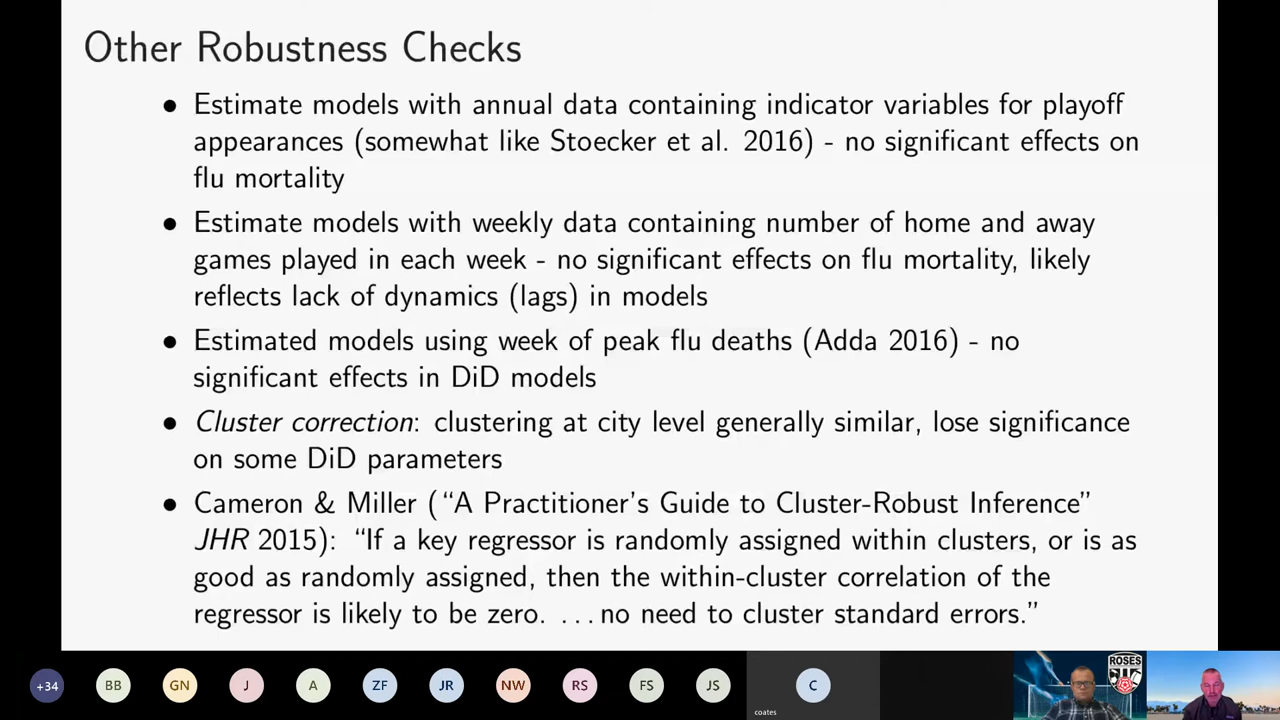 Other Robustness Checks
• Estimate models with annual data containing indicator variables for playoff
appearances (somewhat like Stoecker et al. 2016) - no significant effects on
flu mortality
• Estimate models with weekly data containing number of home and away
games played in each week - no significant effects on flu mortality, likely
reflects lack of dynamics (lags) in models
• Estimated models using week of peak flu deaths (Adda 2016) - no
significant effects in DiD models
• Cluster correction: clustering at city level generally similar, lose significance
on some DiD parameters
• Cameron & Miller (“A Practitioner’s Guide to Cluster-Robust Inference”
JHR 2015): “If a key regressor is randomly assigned within clusters, or is as
good as randomly assigned, then the within-cluster correlation of the
regressor is likely to be zero. ...no need to cluster standard errors.”
+34 BB GN J A ZF JR NW RS FS JS C
coates
ROSES